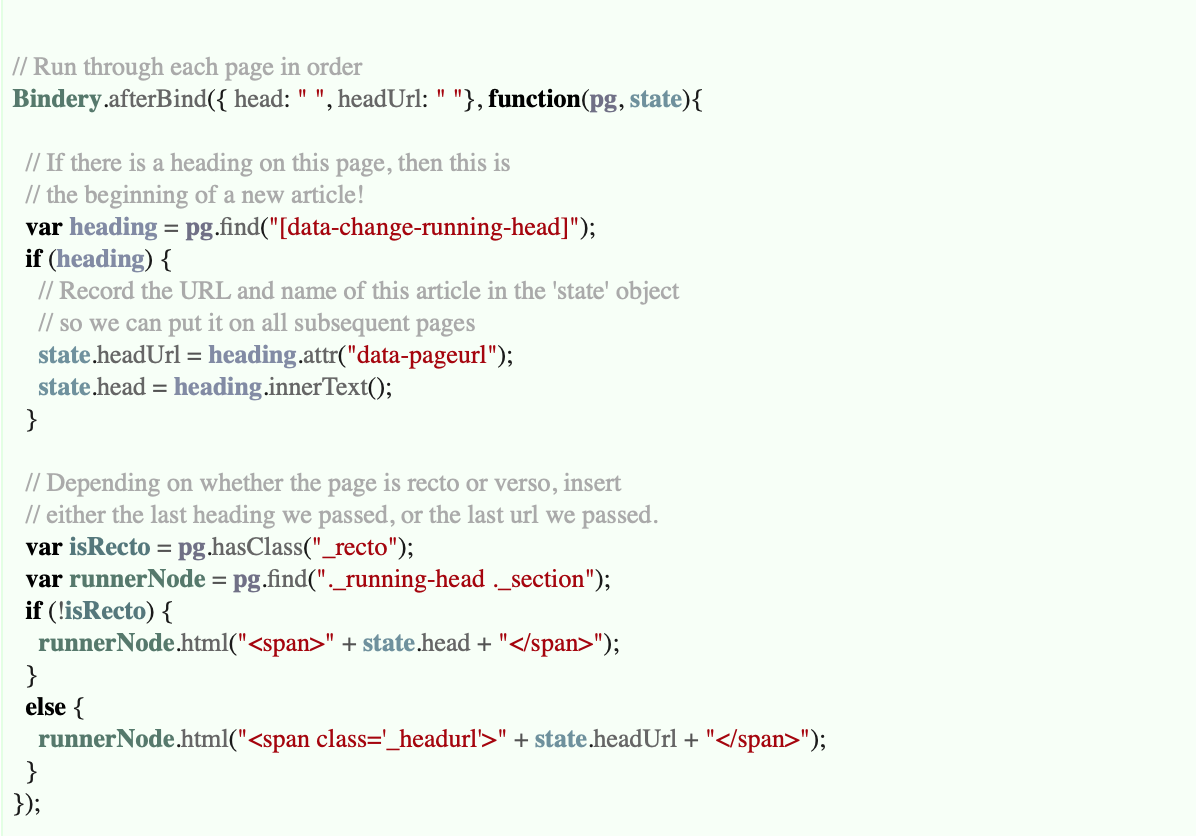 // Run through each page in order
Bindery.afterBind({ head: " ", headUrl: " "}, function(pg, state){
// If there is a heading on this page, then this is
// the beginning of a new article!
var heading = pg.find("[data-change-running-head]");
if (heading) {
// Record the URL and name of this article in the 'state' object
// so we can put it on all subsequent pages
state.headUrl = heading.attr("data-pageurl");
state.head = heading.innerText();
}
// Depending on whether the page is recto or verso, insert
// either the last heading we passed, or the last url we passed.
var isRecto = pg.hasClass("_recto");
var runnerNode = pg.find("._running-head ._section");
if (!isRecto) {
runnerNode.html("<span>" + state.head + "</span>");
}
else {
runnerNode.html("<span class='_headurl'>" + state.headUrl + "</span>");
}
});